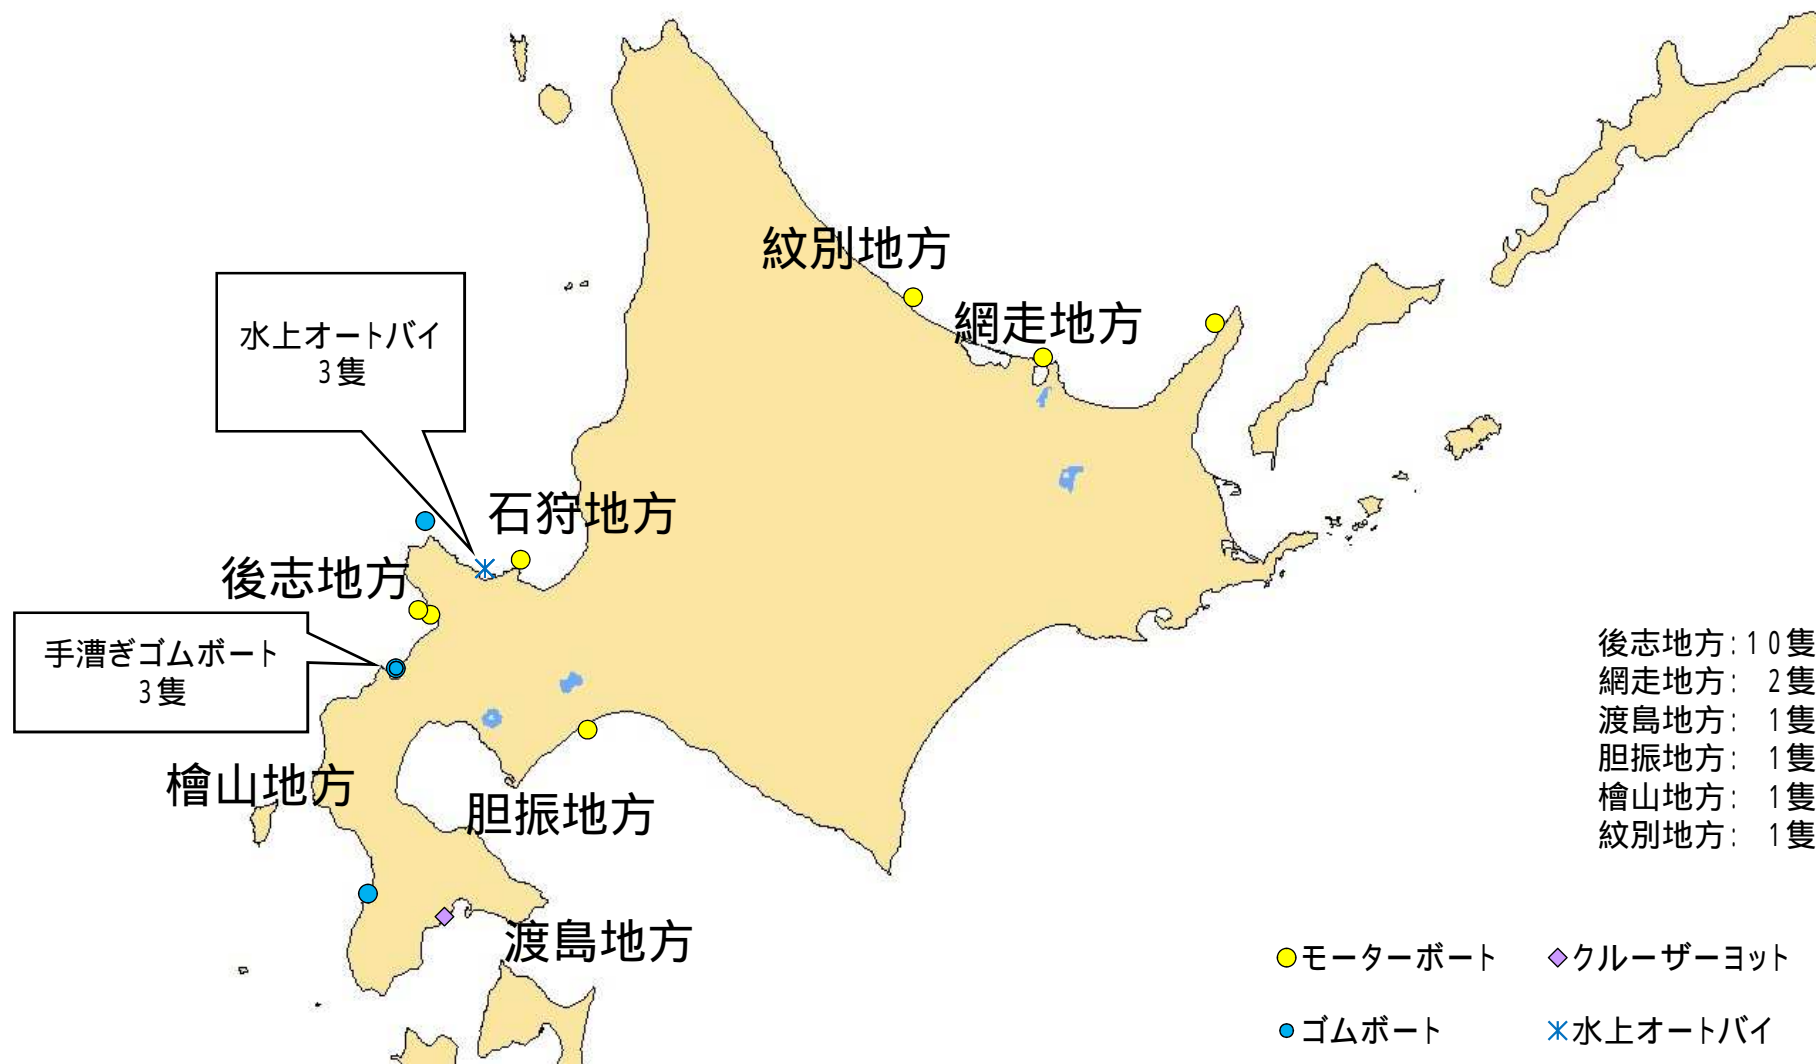 紋別地方
網走地方
水上オートバイ
3隻
石狩地方
後志地方
手漕ぎゴムボート
3隻
檜山地方
胆振地方
渡島地方
後志地方:10隻
網走地方: 2隻
渡島地方: 1隻
胆振地方: 1隻
檜山地方: 1隻
紋別地方: 1隻
モーターボート
クルーザーヨット
ゴムボート
水上オートバイ